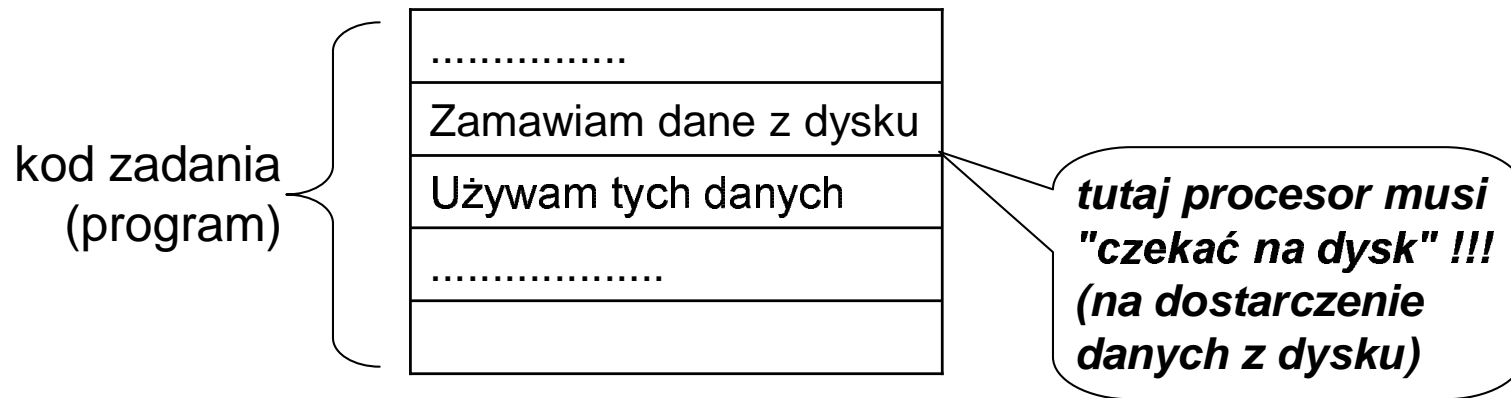 kod zadania
(program)
................
Zamawiam dane z dysku
Używam tych danych
...................
tutaj procesor musi
"czekać na dysk" !!!
(na dostarczenie
danych z dysku)